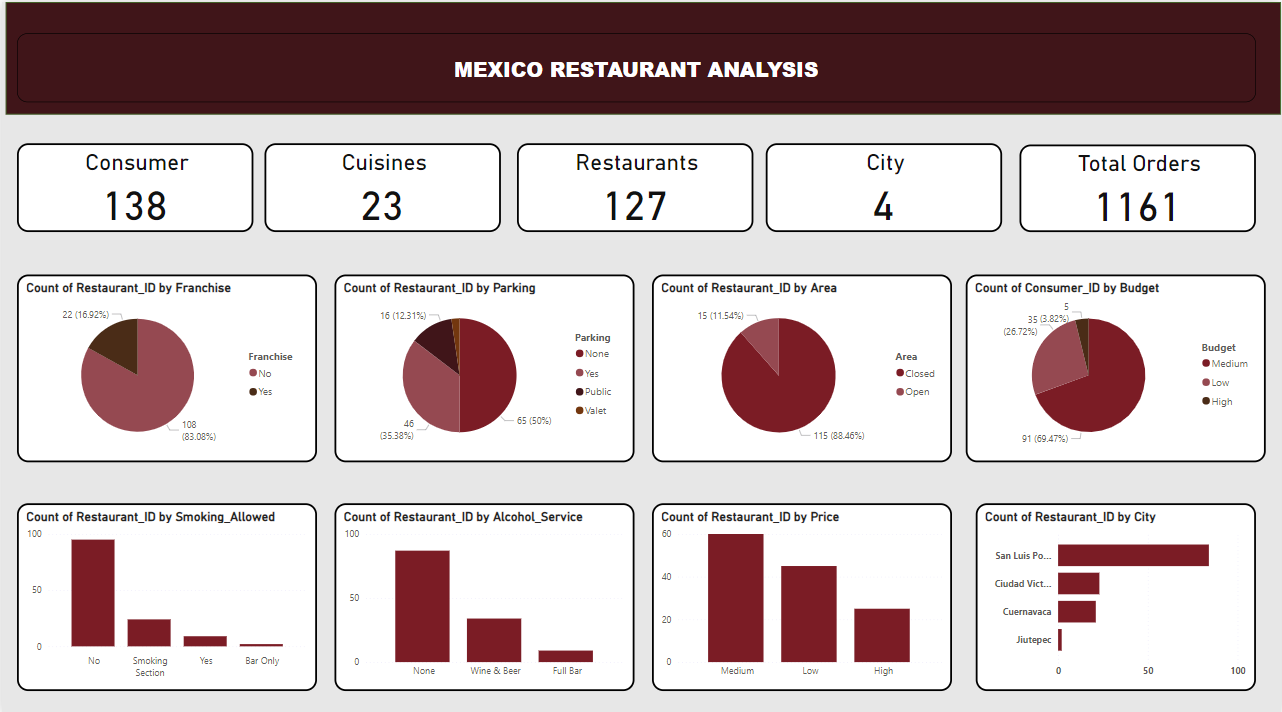 MEXICO RESTAURANT ANALYSIS
Consumer
138
Cuisines
23
Restaurants
127
City
4
Total Orders
1161
Count of Restaurant_ID by Franchise
22 (16.92%)
108
(83.08%)
Franchise
No
Yes
Count of Restaurant_ID by Parking
16 (12.31%)
46
(35.38%)
65 (50%)
Parking
None
Yes
Public
Valet
Count of Restaurant_ID by Area
15 (11.54%)
115 (88.46%)
Area
Closed
Open
Count of Consumer_ID by Budget
5
(3.82%)
35
(26.72%)
91 (69.47%)
Budget
Medium
Low
High
Count of Restaurant_ID by Smoking_Allowed
100
50
0
No
Smoking
Section
Yes
Bar Only
Count of Restaurant_ID by Alcohol_Service
100
50
0
None
Wine & Beer
Full Bar
Count of Restaurant_ID by Price
60
40
20
0
Medium
Low
High
Count of Restaurant_ID by City
San Luis Po...
Ciudad Vict...
Cuernavaca
Jiutepec
0
50
100